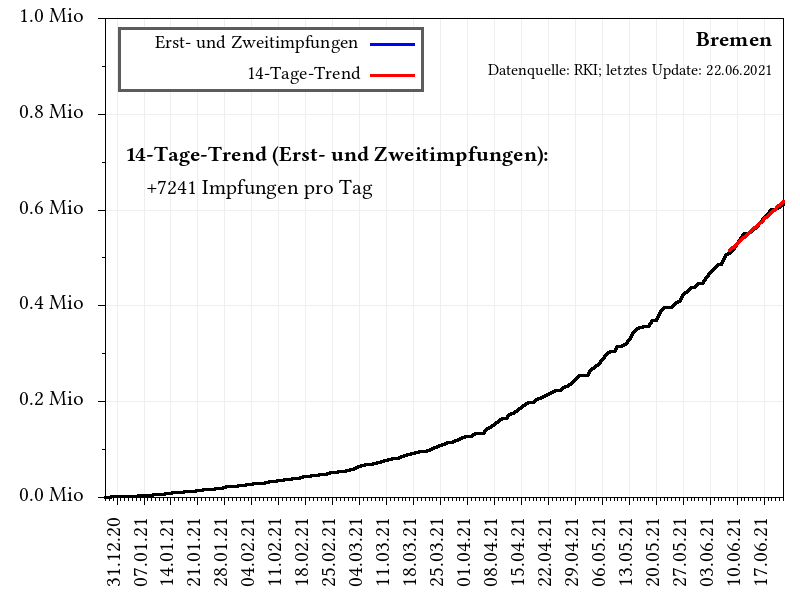 1.0 Mio
0.8 Mio
0.6 Mio
0.4 Mio
0.2 Mio
0.0 Mio
Erst- und Zweitimpfungen
14-Tage-Trend
Bremen
Datenquelle: RKI; letztes Update: 22.06.2021
14-Tage-Trend (Erst- und Zweitimpfungen):
+7241 Impfungen pro Tag
31.12.20
07.01.21
14.01.21
21.01.21
28.01.21
04.02.21
11.02.21
18.02.21
25.02.21
04.03.21
11.03.21
18.03.21
25.03.21
01.04.21
08.04.21
15.04.21
22.04.21
29.04.21
06.05.21
13.05.21
20.05.21
27.05.21
03.06.21
10.06.21
17.06.21